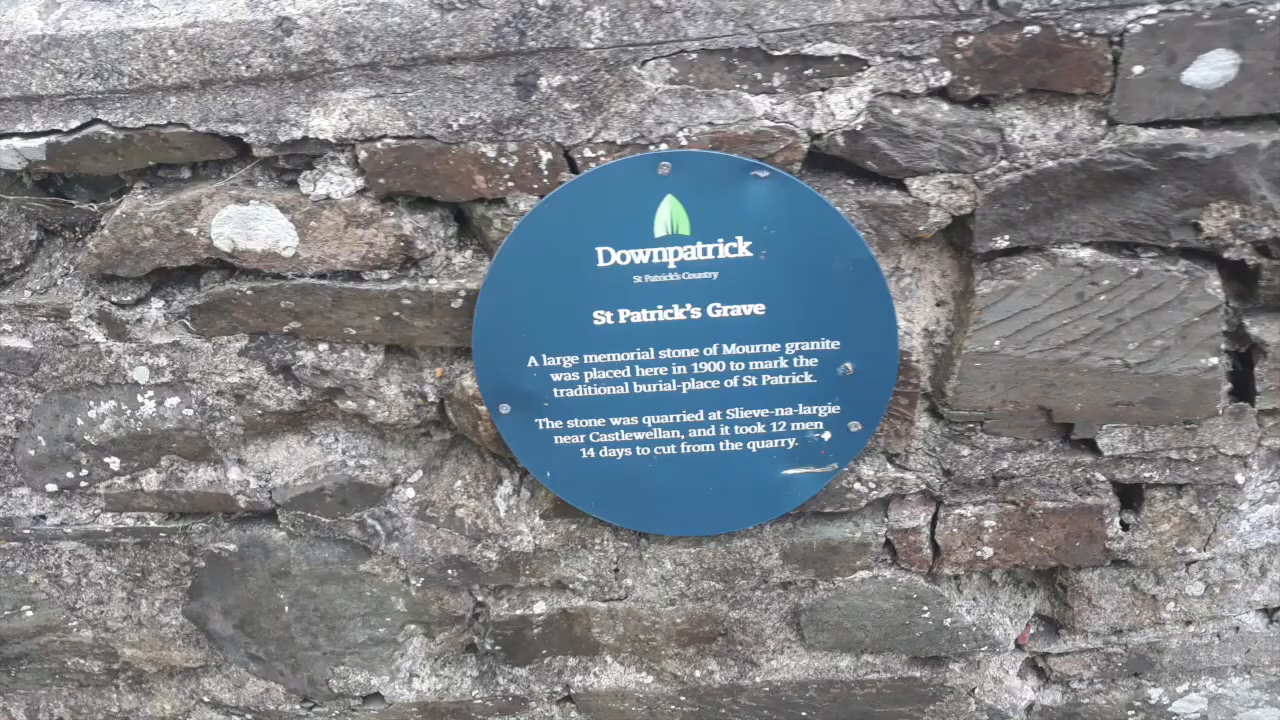 Downpatrick
St Patrick's Country
St Patrick's Grave
A large memorial stone of Mourne granite
was placed here in 1900 to mark the
traditional burial-place of St Patrick.
The stone was quarried at Slieve-na-largie
near Castlewellan, and it took 12 men
14 days to cut from the quarry.